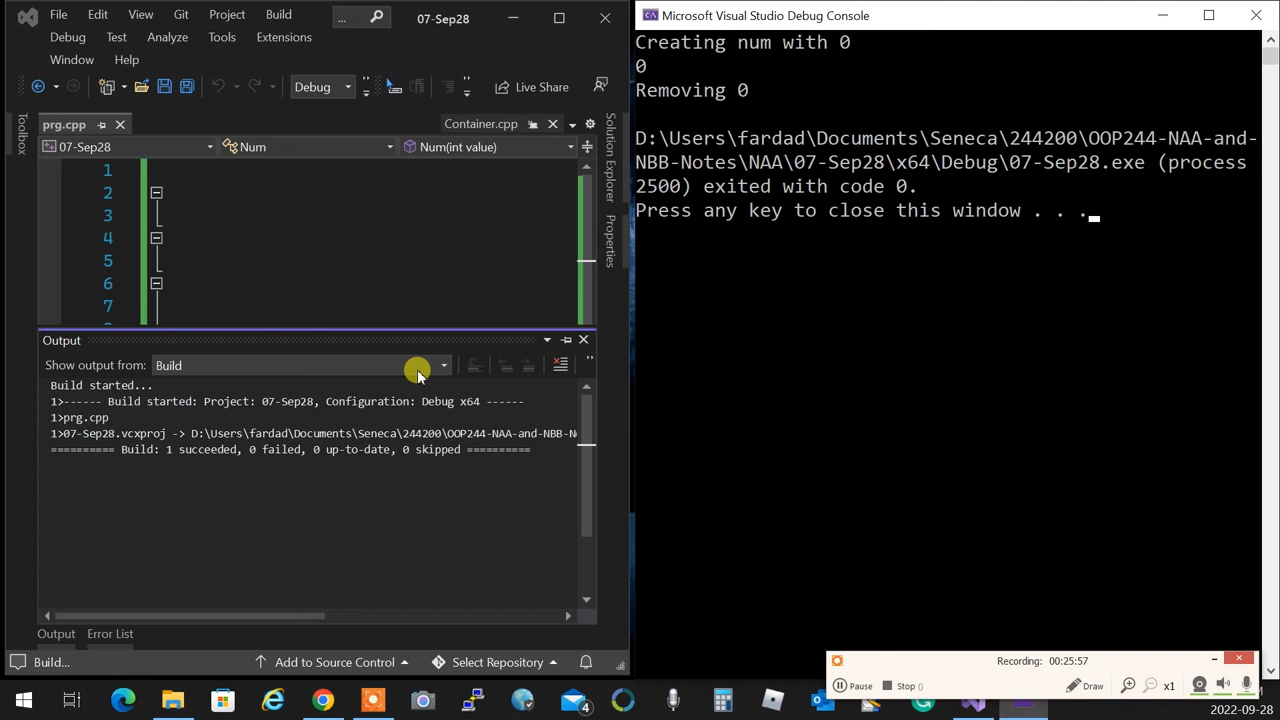 File Edit View Git Project Build ... 07-Sep28
Debug Test Analyze Tools Extensions
Window Help
Debug Live Share
prg.cpp Container.cpp
07-Sep28 Num Num(int value)
1
2
3
4
5
6
7
Toolbox
Solution Explorer
Properties
Output
Show output from: Build
Build started...
1>------ Build started: Project: 07-Sep28, Configuration: Debug x64 ------
1>prg.cpp
1>07-Sep28.vcxproj -> D:\Users\fardad\Documents\Seneca\244200\OOP244-NAA-and-NBB-N
========== Build: 1 succeeded, 0 failed, 0 up-to-date, 0 skipped ==========
Output Error List
Build... Add to Source Control Select Repository
Microsoft Visual Studio Debug Console
Creating num with 0
0
Removing 0
D:\Users\fardad\Documents\Seneca\244200\OOP244-NAA-and-
NBB-Notes\NAA\07-Sep28\x64\Debug\07-Sep28.exe (process
2500) exited with code 0.
Press any key to close this window . . .
Recording: 00:25:57
Pause Stop () Draw x1
4
2022-09-28